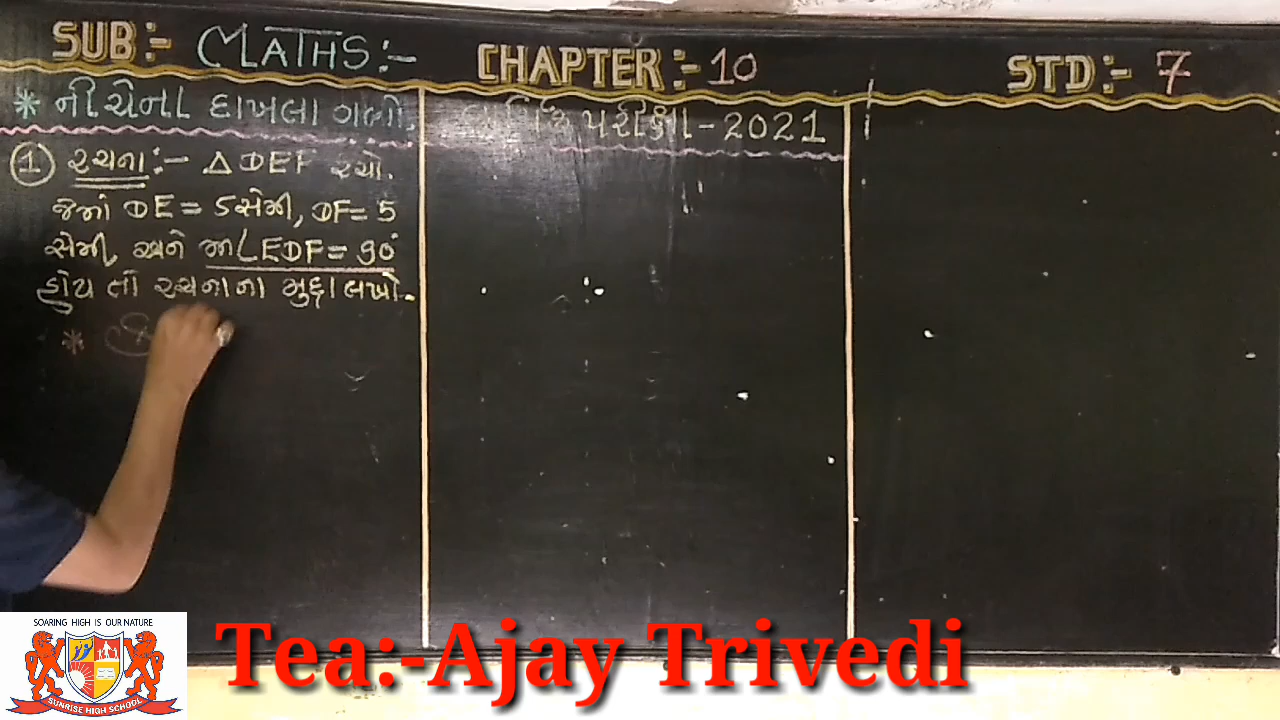 SUB:- MATHS:-
CHAPTER:- 10
STD:- 7
* નીચેના દાખલા ગણો.
પરીક્ષા - 2021
① રચના:- △ DEF રચો.
જેમાં DE = 5 સેમી, DF = 5
સેમી, અને m∠EDF = 90°
હોય તો રચનાના મુદ્દા લખો.
*
SOARING HIGH IS OUR NATURE
SUNRISE HIGH SCHOOL
Tea:-Ajay Trivedi